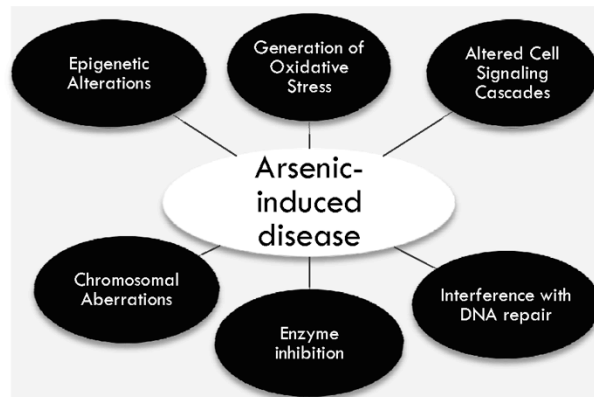 Epigenetic
Alterations
Generation of
Oxidative
Stress
Altered Cell
Signaling
Cascades
Arsenic-
induced
disease
Chromosomal
Aberrations
Enzyme
inhibition
Interference with
DNA repair